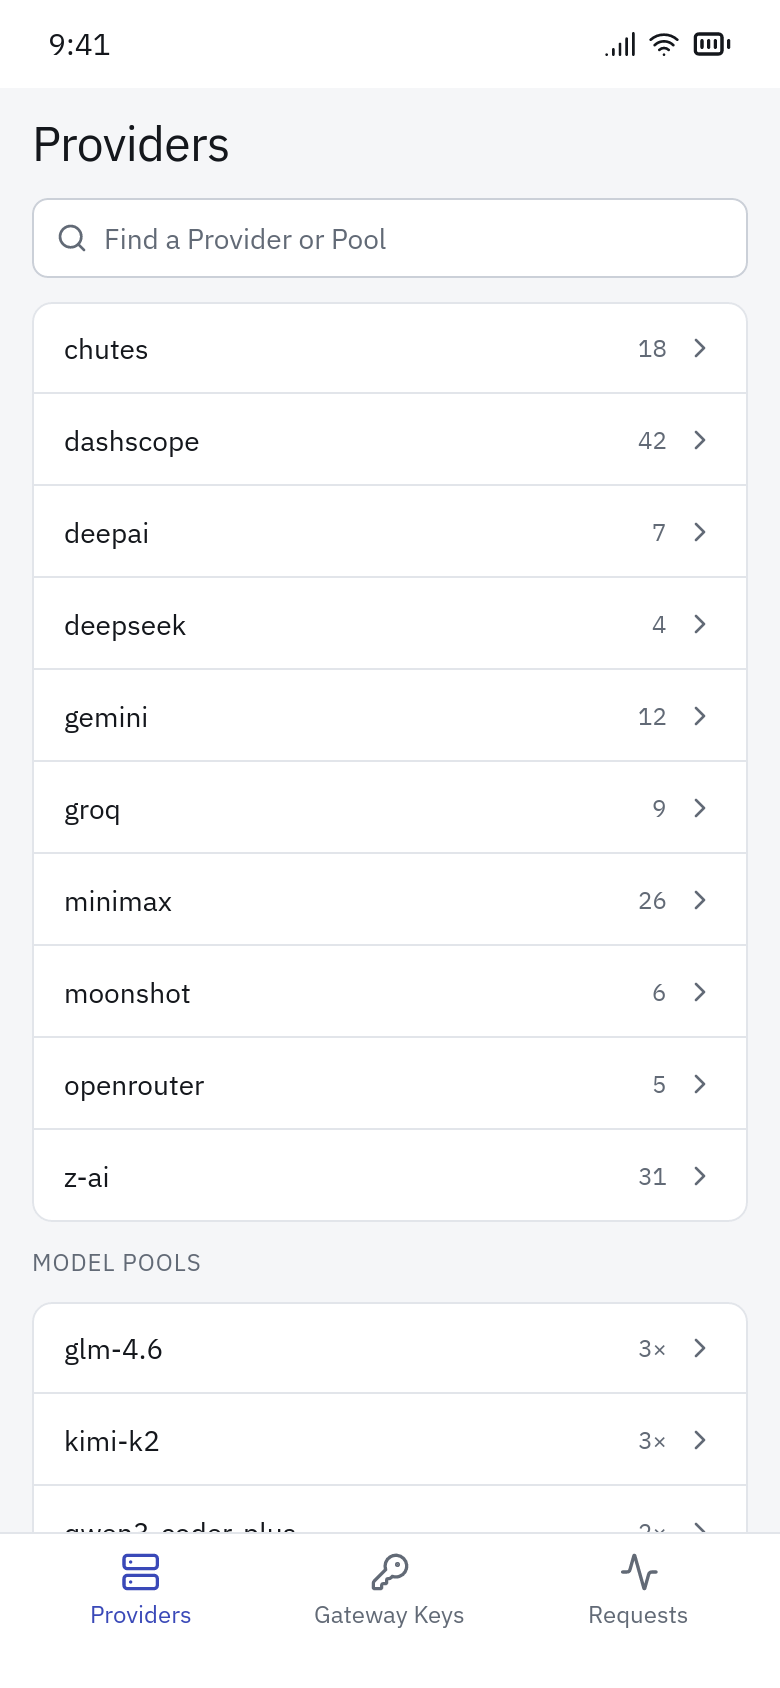 9:41
Providers
Find a Provider or Pool
chutes 18
dashscope 42
deepai 7
deepseek 4
gemini 12
groq 9
minimax 26
moonshot 6
openrouter 5
z-ai 31
MODEL POOLS
glm-4.6 3×
kimi-k2 3×
Providers Gateway Keys Requests